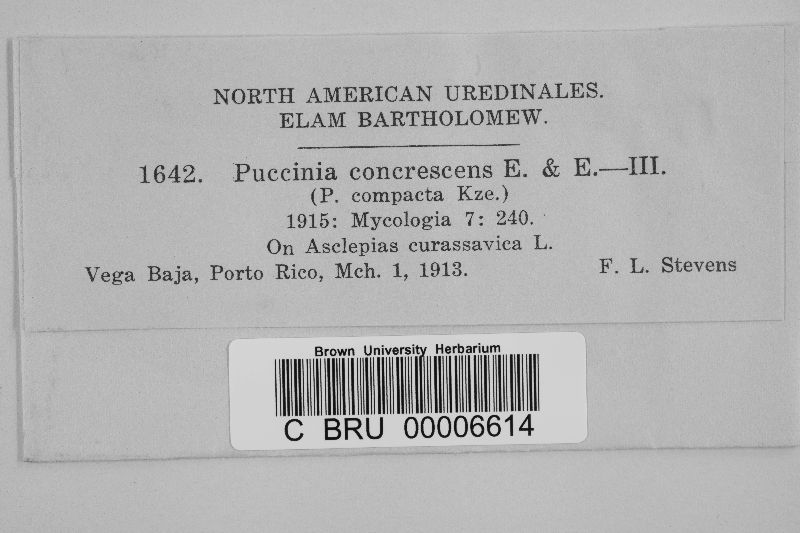 NORTH AMERICAN UREDINALES.
ELAM BARTHOLOMEW.
1642. Puccinia concrescens E. & E.—III.
(P. compacta Kze.)
1915: Mycologia 7: 240.
On Asclepias curassavica L.
Vega Baja, Porto Rico, Mch. 1, 1913. F. L. Stevens
Brown University Herbarium
C BRU 00006614